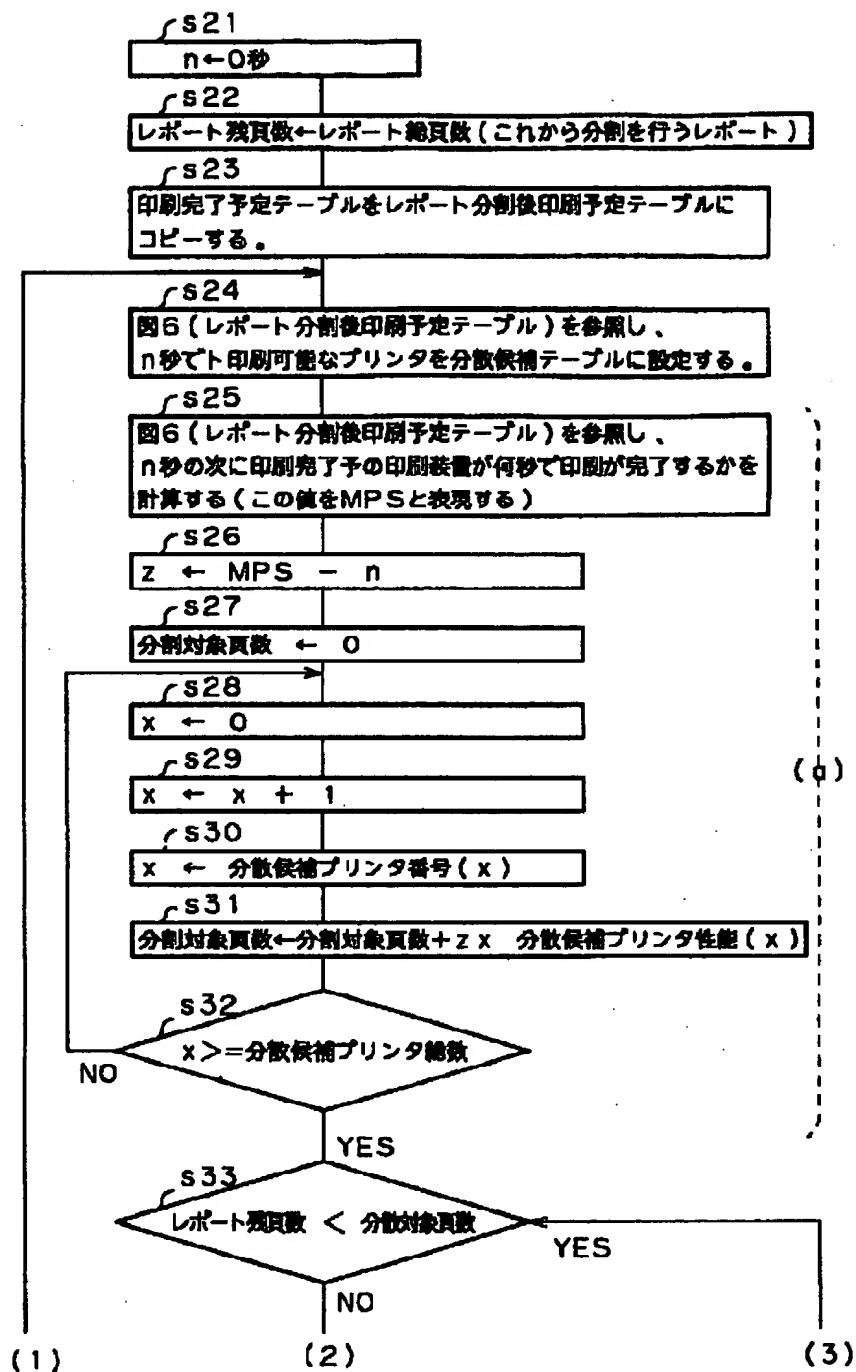 s21
n←0秒
s22
レポート残頁数←レポート総頁数(これから分割を行うレポート)
s23
印刷完了予定テーブルをレポート分割後印刷予定テーブルに
コピーする。
s24
図6(レポート分割後印刷予定テーブル)を参照し、
n秒でト印刷可能なプリンタを分散候補テーブルに設定する。
s25
図6(レポート分割後印刷予定テーブル)を参照し、
n秒の次に印刷完了予の印刷装置が何秒で印刷が完了するかを
計算する(この値をMPSと表現する)
s26
z ← MPS - n
s27
分割対象頁数 ← 0
s28
x ← 0
s29
x ← x + 1
(a)
s30
x ← 分散候補プリンタ番号(x)
s31
分割対象頁数←分割対象頁数+z x 分散候補プリンタ性能(x)
s32
x>=分散候補プリンタ総数
NO
YES
s33
レポート残頁数 < 分散対象頁数
YES
NO
(1) (2) (3)